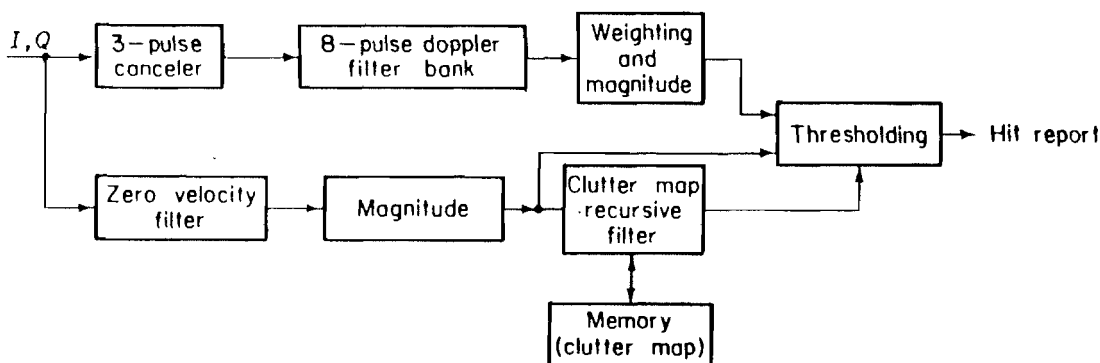 I,Q
3-pulse
canceler
8-pulse doppler
filter bank
Weighting
and
magnitude
Thresholding
Hit report
Zero velocity
filter
Magnitude
Clutter map
recursive
filter
Memory
(clutter map)